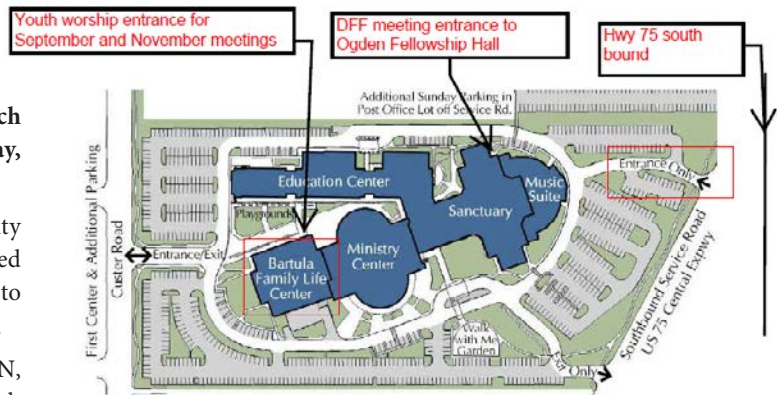 Youth worship entrance for
September and November meetings
DFF meeting entrance to
Ogden Fellowship Hall
Hwy 75 south
bound
ch
ay,
ity
ed
to
N,
Additional Sunday Parking in
Post Office Lot off Service Rd.
First Center & Additional Parking
Custer Road
Entrance/Exit
Education Center
Playgrounds
Bartula
Family Life
Center
Ministry
Center
Sanctuary
Music
Suite
Entrance Only
Walk
with Me
Garden
Exit Only
Southbound Service Road
US 75 Central Expwy